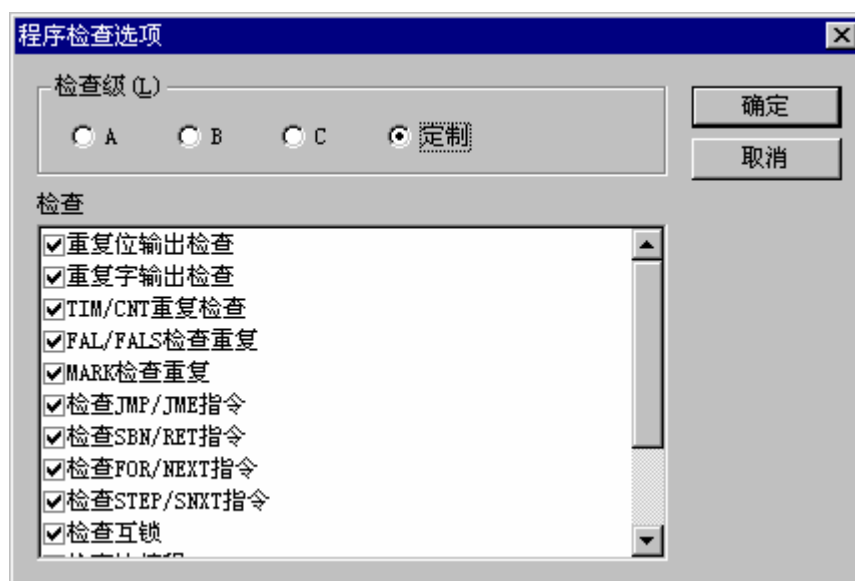 程序检查选项
检查级(L)
A B C 定制
确定
取消
检查
重复位输出检查
重复字输出检查
TIM/CNT重复检查
FAL/FALS检查重复
MARK检查重复
检查JMP/JME指令
检查SBN/RET指令
检查FOR/NEXT指令
检查STEP/SNXT指令
检查互锁